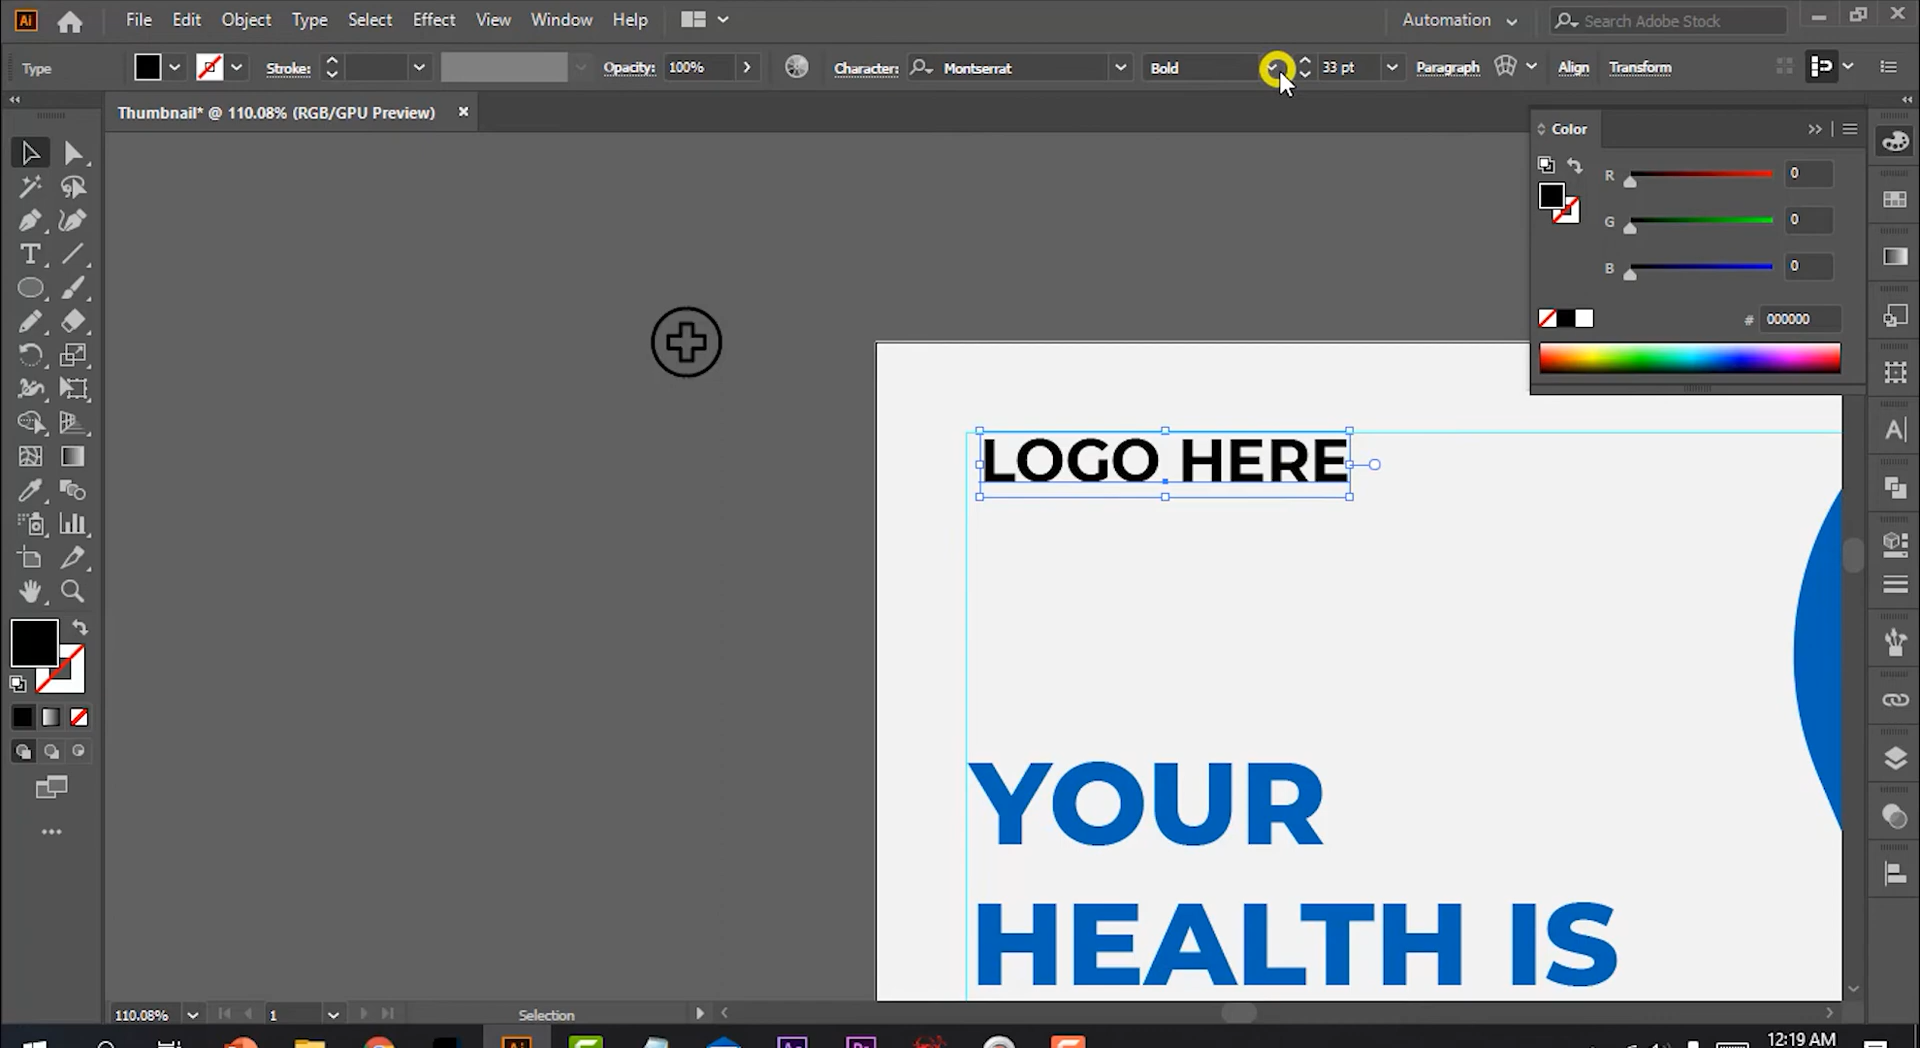 File Edit Object Type Select Effect View Window Help Automation Search Adobe Stock
Type Stroke: Opacity: 100% Character: Montserrat Bold 33 pt Paragraph Align Transform
Thumbnail* @ 110.08% (RGB/GPU Preview)
Color
R 0
G 0
B 0
# 000000
LOGO HERE
YOUR
HEALTH IS
110.08% 1 Selection
12:19 AM